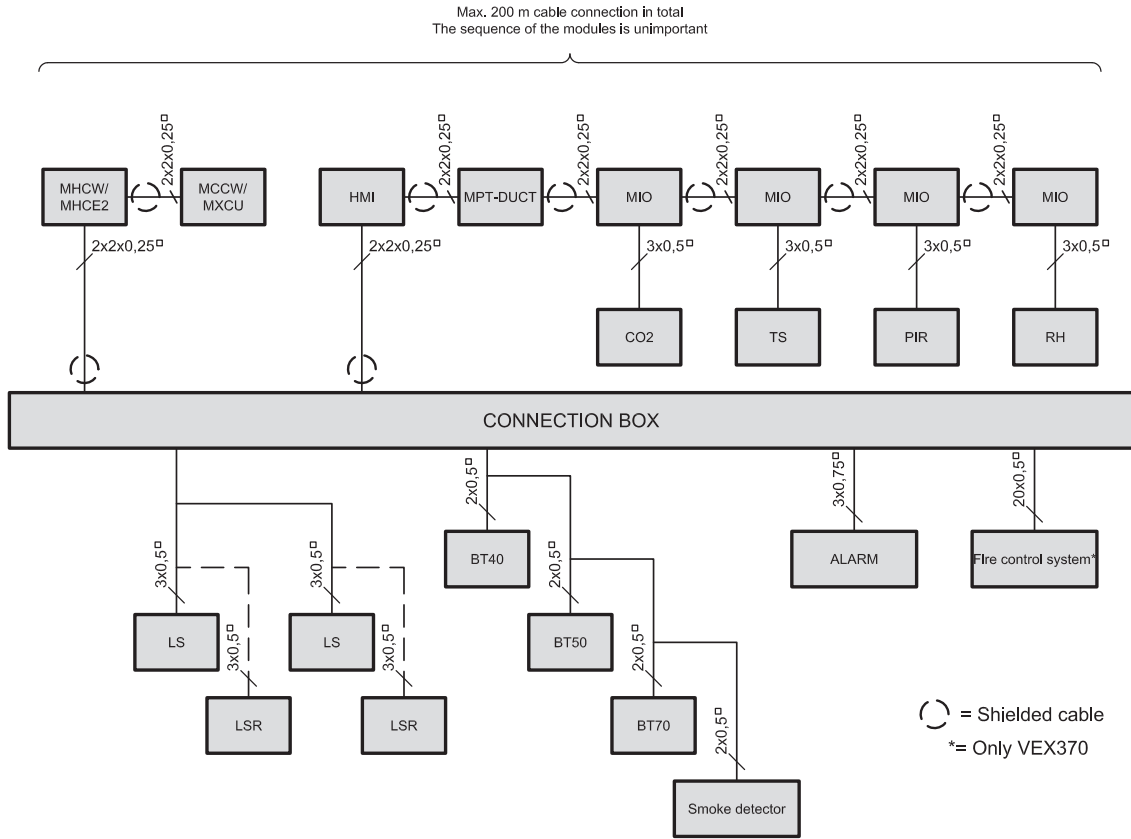 Max. 200 m cable connection in total
The sequence of the modules is unimportant
2x2x0,25□
2x2x0,25□
2x2x0,25□
2x2x0,25□
2x2x0,25□
2x2x0,25□
MHCW/
MHCE2
MCCW/
MXCU
HMI
MPT-DUCT
MIO
MIO
MIO
MIO
2x2x0,25□
2x2x0,25□
3x0,5□
3x0,5□
3x0,5□
3x0,5□
CO2
TS
PIR
RH
CONNECTION BOX
2x0,5□
3x0,75□
20x0,5□
BT40
ALARM
FIre control system*
3x0,5□
3x0,5□
2x0,5□
LS
LS
BT50
3x0,5□
3x0,5□
2x0,5□
LSR
LSR
BT70
= Shielded cable
*= Only VEX370
2x0,5□
Smoke detector